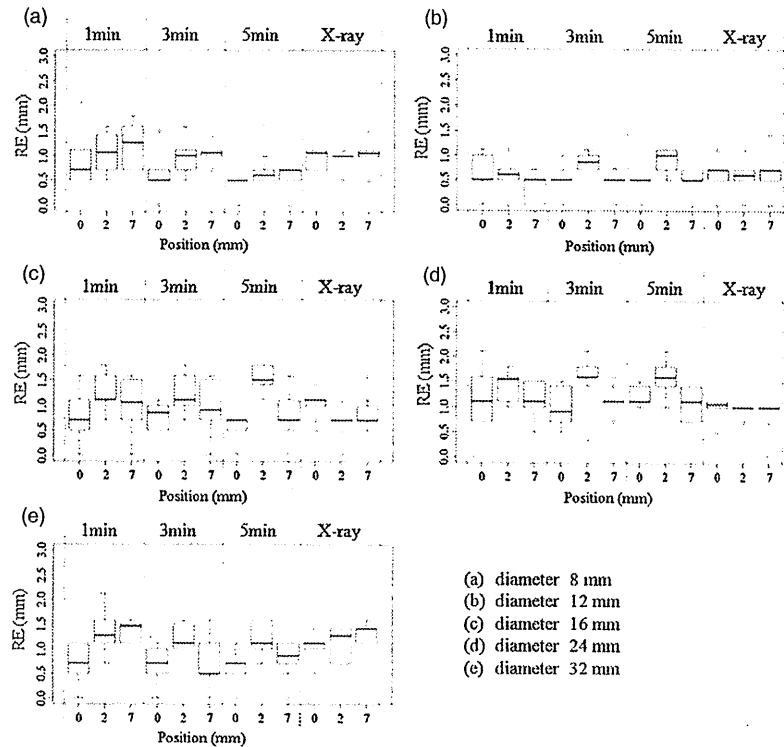 (a)
1min 3min 5min X-ray
RE (mm)
0.0 0.5 1.0 1.5 2.0 2.5 3.0
0 2 7 0 2 7 0 2 7 0 2 7
Position (mm)
(b)
1min 3min 5min X-ray
RE (mm)
0.0 0.5 1.0 1.5 2.0 2.5 3.0
0 2 7 0 2 7 0 2 7 0 2 7
Position (mm)
(c)
1min 3min 5min X-ray
RE (mm)
0.0 0.5 1.0 1.5 2.0 2.5 3.0
0 2 7 0 2 7 0 2 7 0 2 7
Position (mm)
(d)
1min 3min 5min X-ray
RE (mm)
0.0 0.5 1.0 1.5 2.0 2.5 3.0
0 2 7 0 2 7 0 2 7 0 2 7
Position (mm)
(e)
1min 3min 5min X-ray
RE (mm)
0.0 0.5 1.0 1.5 2.0 2.5 3.0
0 2 7 0 2 7 0 2 7 0 2 7
Position (mm)
(a) diameter 8 mm
(b) diameter 12 mm
(c) diameter 16 mm
(d) diameter 24 mm
(e) diameter 32 mm